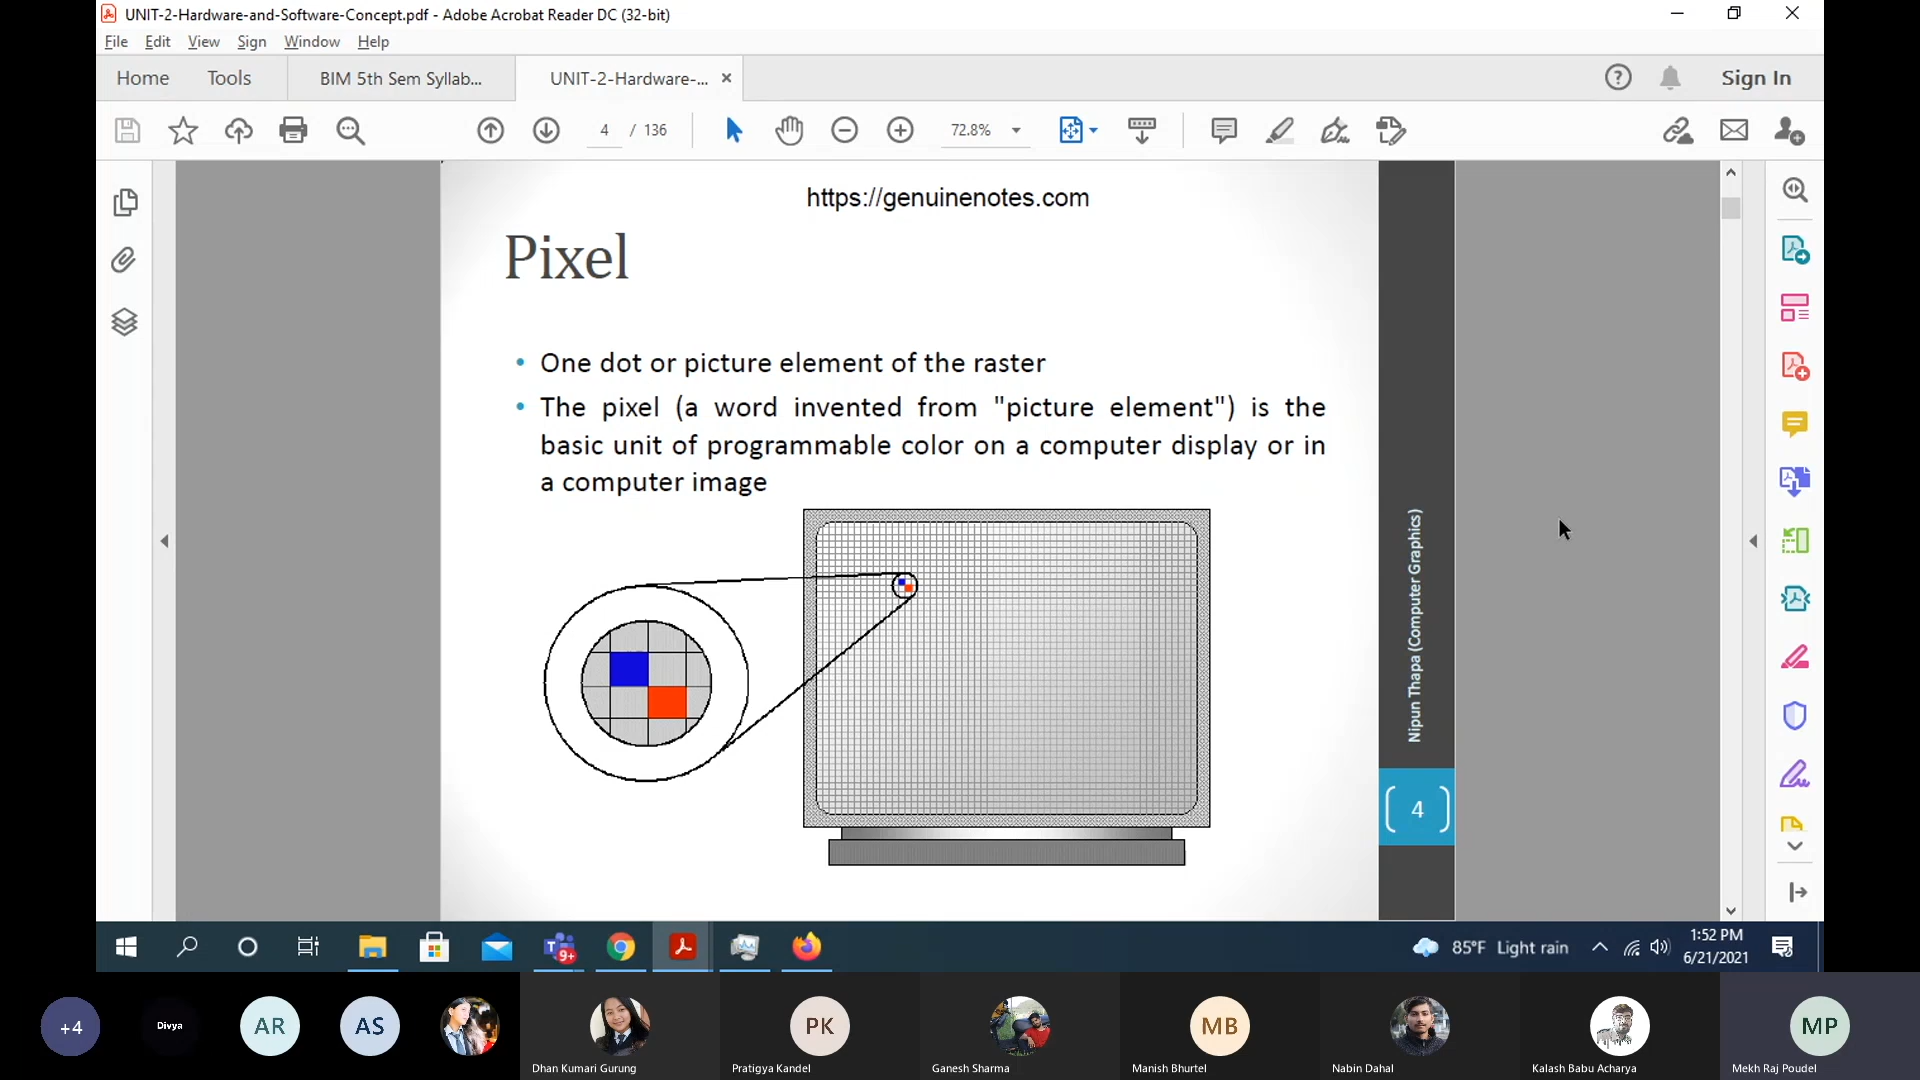 UNIT-2-Hardware-and-Software-Concept.pdf - Adobe Acrobat Reader DC (32-bit)
File Edit View Sign Window Help
Home Tools BIM 5th Sem Syllab... UNIT-2-Hardware-... Sign In
4 / 136 72.8%
https://genuinenotes.com
Pixel
• One dot or picture element of the raster
• The pixel (a word invented from "picture element") is the
basic unit of programmable color on a computer display or in
a computer image
Nipun Thapa (Computer Graphics)
4
9+
85°F Light rain
1:52 PM
6/21/2021
+4
Divya
AR
AS
PK
MB
MP
Dhan Kumari Gurung
Pratigya Kandel
Ganesh Sharma
Manish Bhurtel
Nabin Dahal
Kalash Babu Acharya
Mekh Raj Poudel